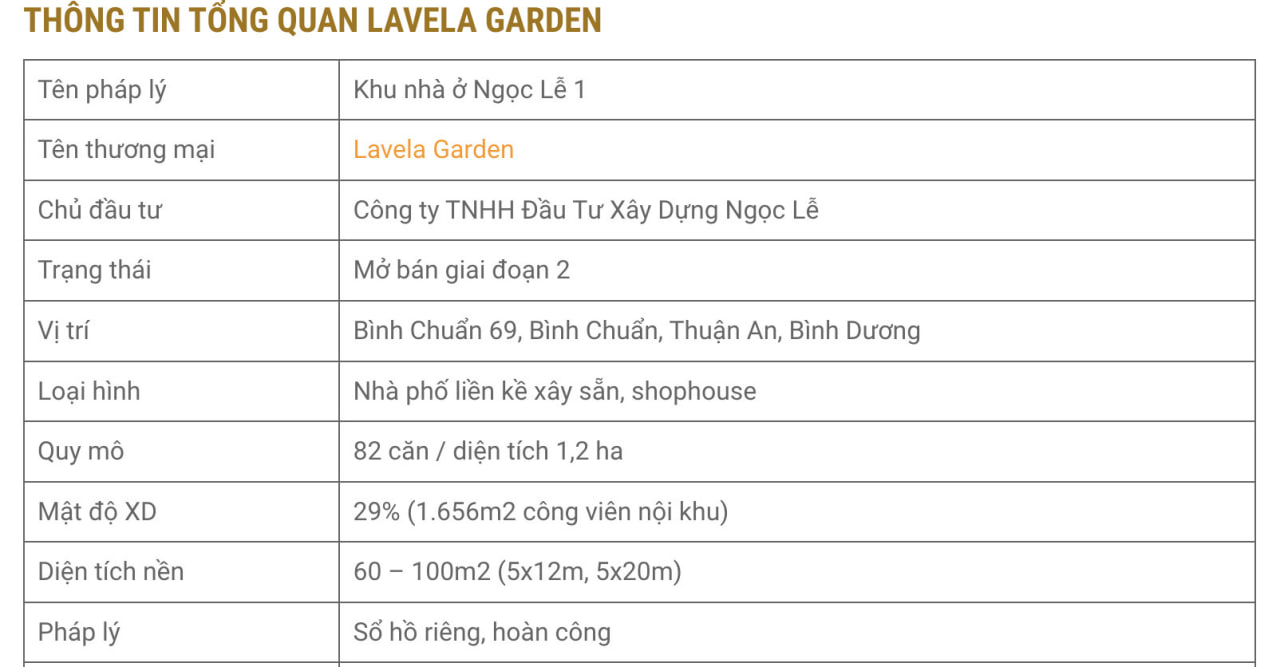 THÔNG TIN TỔNG QUAN LAVELA GARDEN
Tên pháp lý Khu nhà ở Ngọc Lễ 1
Tên thương mại Lavela Garden
Chủ đầu tư Công ty TNHH Đầu Tư Xây Dựng Ngọc Lễ
Trạng thái Mở bán giai đoạn 2
Vị trí Bình Chuẩn 69, Bình Chuẩn, Thuận An, Bình Dương
Loại hình Nhà phố liền kề xây sẵn, shophouse
Quy mô 82 căn / diện tích 1,2 ha
Mật độ XD 29% (1.656m2 công viên nội khu)
Diện tích nền 60 – 100m2 (5x12m, 5x20m)
Pháp lý Sổ hồ riêng, hoàn công